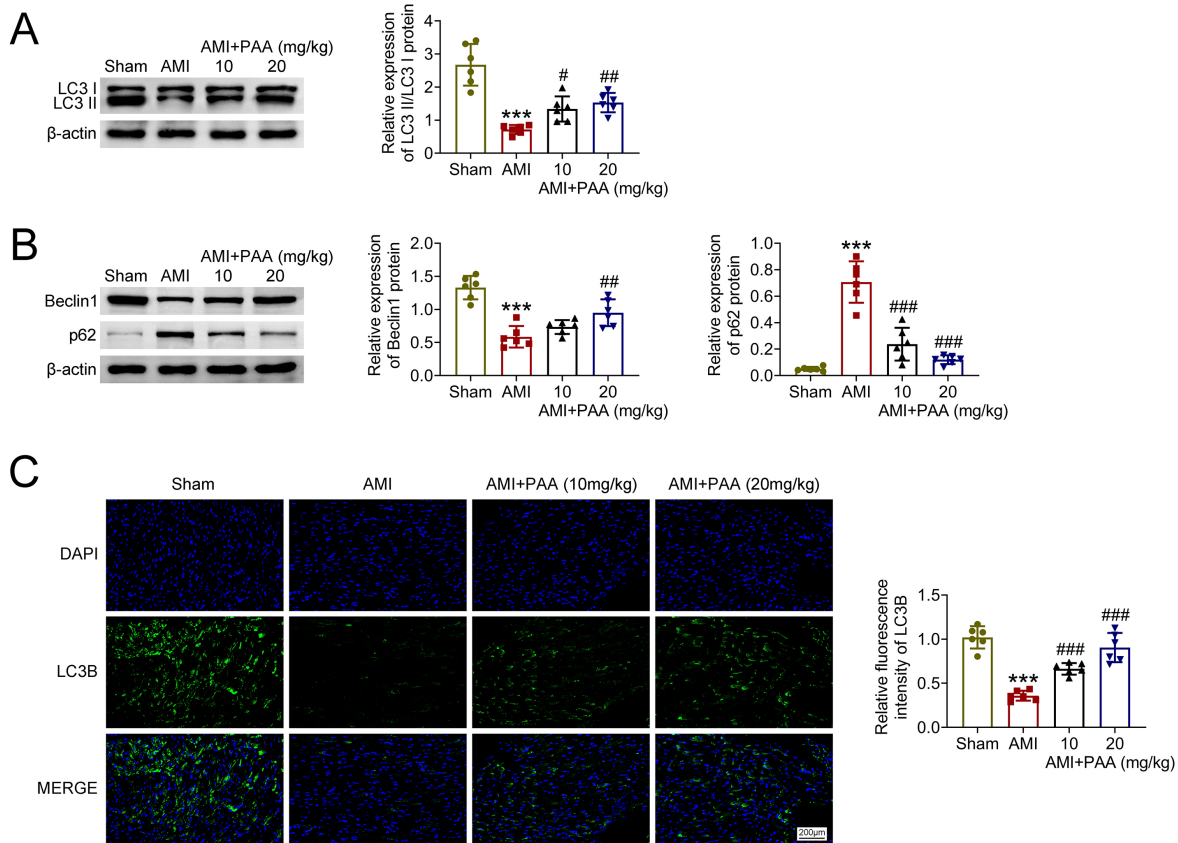 A
AMI+PAA (mg/kg)
Sham AMI 10 20
LC3 I
LC3 II
β-actin
Relative expression
of LC3 II/LC3 I protein
4
3
2
1
0
***
#
##
Sham AMI 10 20
AMI+PAA (mg/kg)
B
AMI+PAA (mg/kg)
Sham AMI 10 20
Beclin1
p62
β-actin
Relative expression
of Beclin1 protein
2.0
1.5
1.0
0.5
0.0
***
##
Sham AMI 10 20
AMI+PAA (mg/kg)
Relative expression
of p62 protein
1.0
0.8
0.6
0.4
0.2
0.0
***
###
###
Sham AMI 10 20
AMI+PAA (mg/kg)
C
Sham AMI AMI+PAA (10mg/kg) AMI+PAA (20mg/kg)
DAPI
LC3B
MERGE
200μm
Relative fluorescence
intensity of LC3B
1.5
1.0
0.5
0.0
***
###
###
Sham AMI 10 20
AMI+PAA (mg/kg)